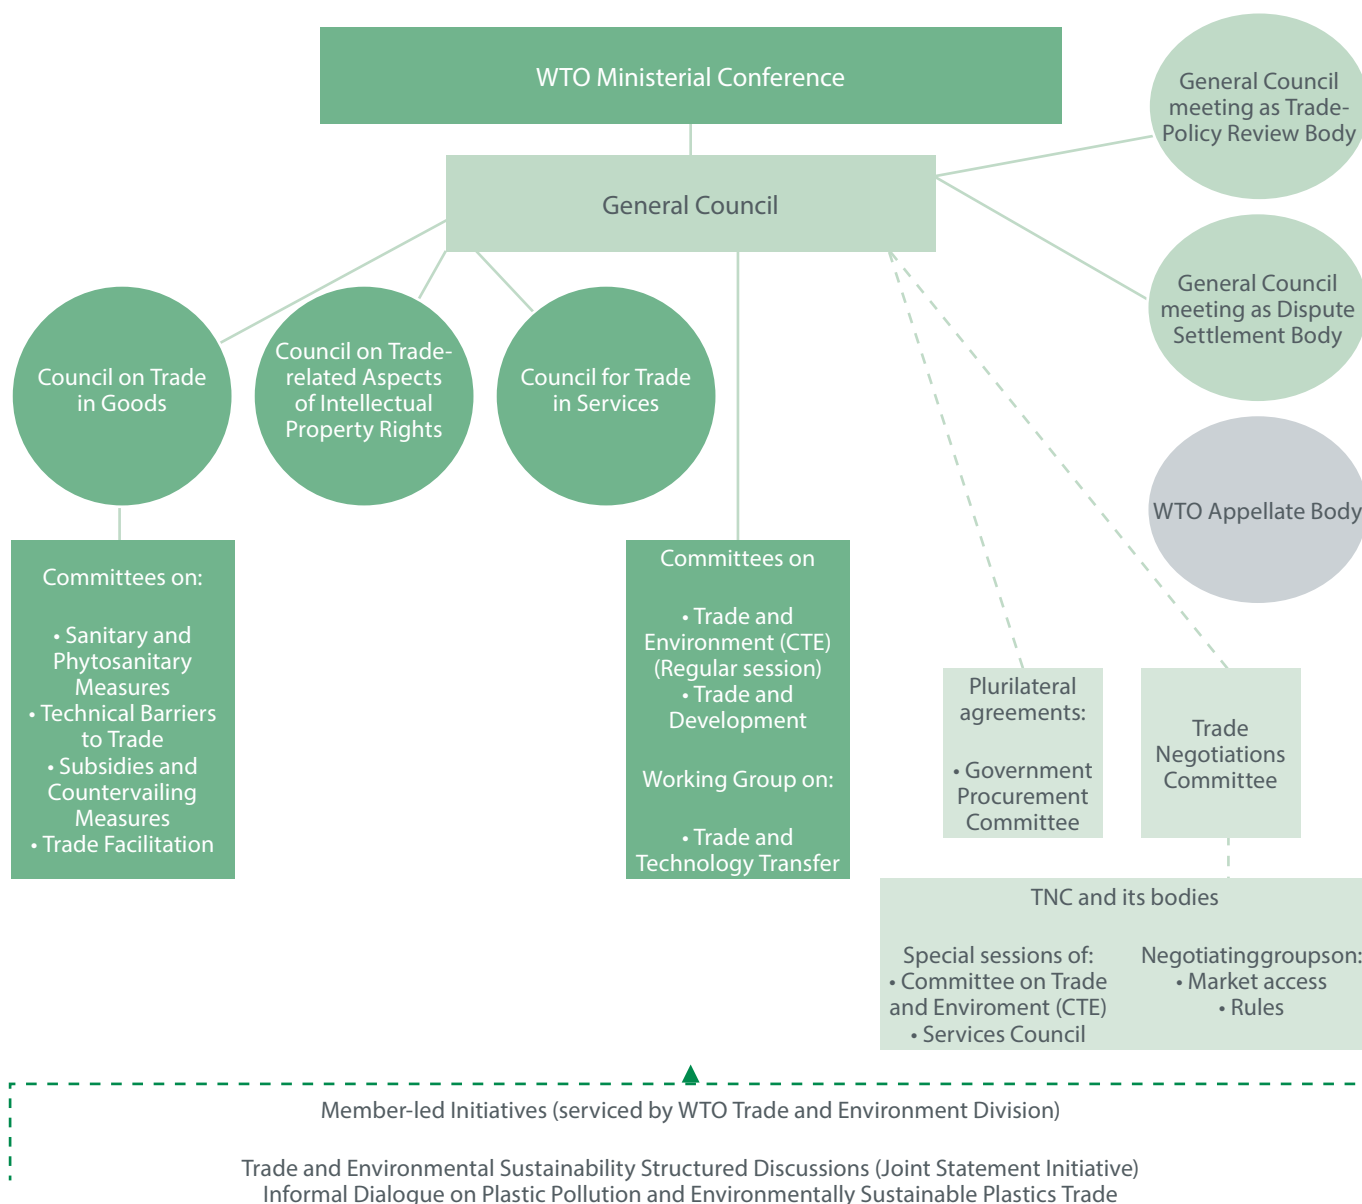 WTO Ministerial Conference
General Council
meeting as Trade-
Policy Review Body
General Council
General Council
meeting as Dispute
Settlement Body
Council on Trade
in Goods
Council on Trade-
related Aspects
of Intellectual
Property Rights
Council for Trade
in Services
WTO Appellate Body
Committees on:
• Sanitary and
Phytosanitary
Measures
• Technical Barriers
to Trade
• Subsidies and
Countervailing
Measures
• Trade Facilitation
Committees on
• Trade and
Environment (CTE)
(Regular session)
• Trade and
Development
Working Group on:
• Trade and
Technology Transfer
Plurilateral
agreements:
• Government
Procurement
Committee
Trade
Negotiations
Committee
TNC and its bodies
Special sessions of:
• Committee on Trade
and Enviroment (CTE)
• Services Council
Negotiatinggroupson:
• Market access
• Rules
Member-led Initiatives (serviced by WTO Trade and Environment Division)
Trade and Environmental Sustainability Structured Discussions (Joint Statement Initiative)
Informal Dialogue on Plastic Pollution and Environmentally Sustainable Plastics Trade